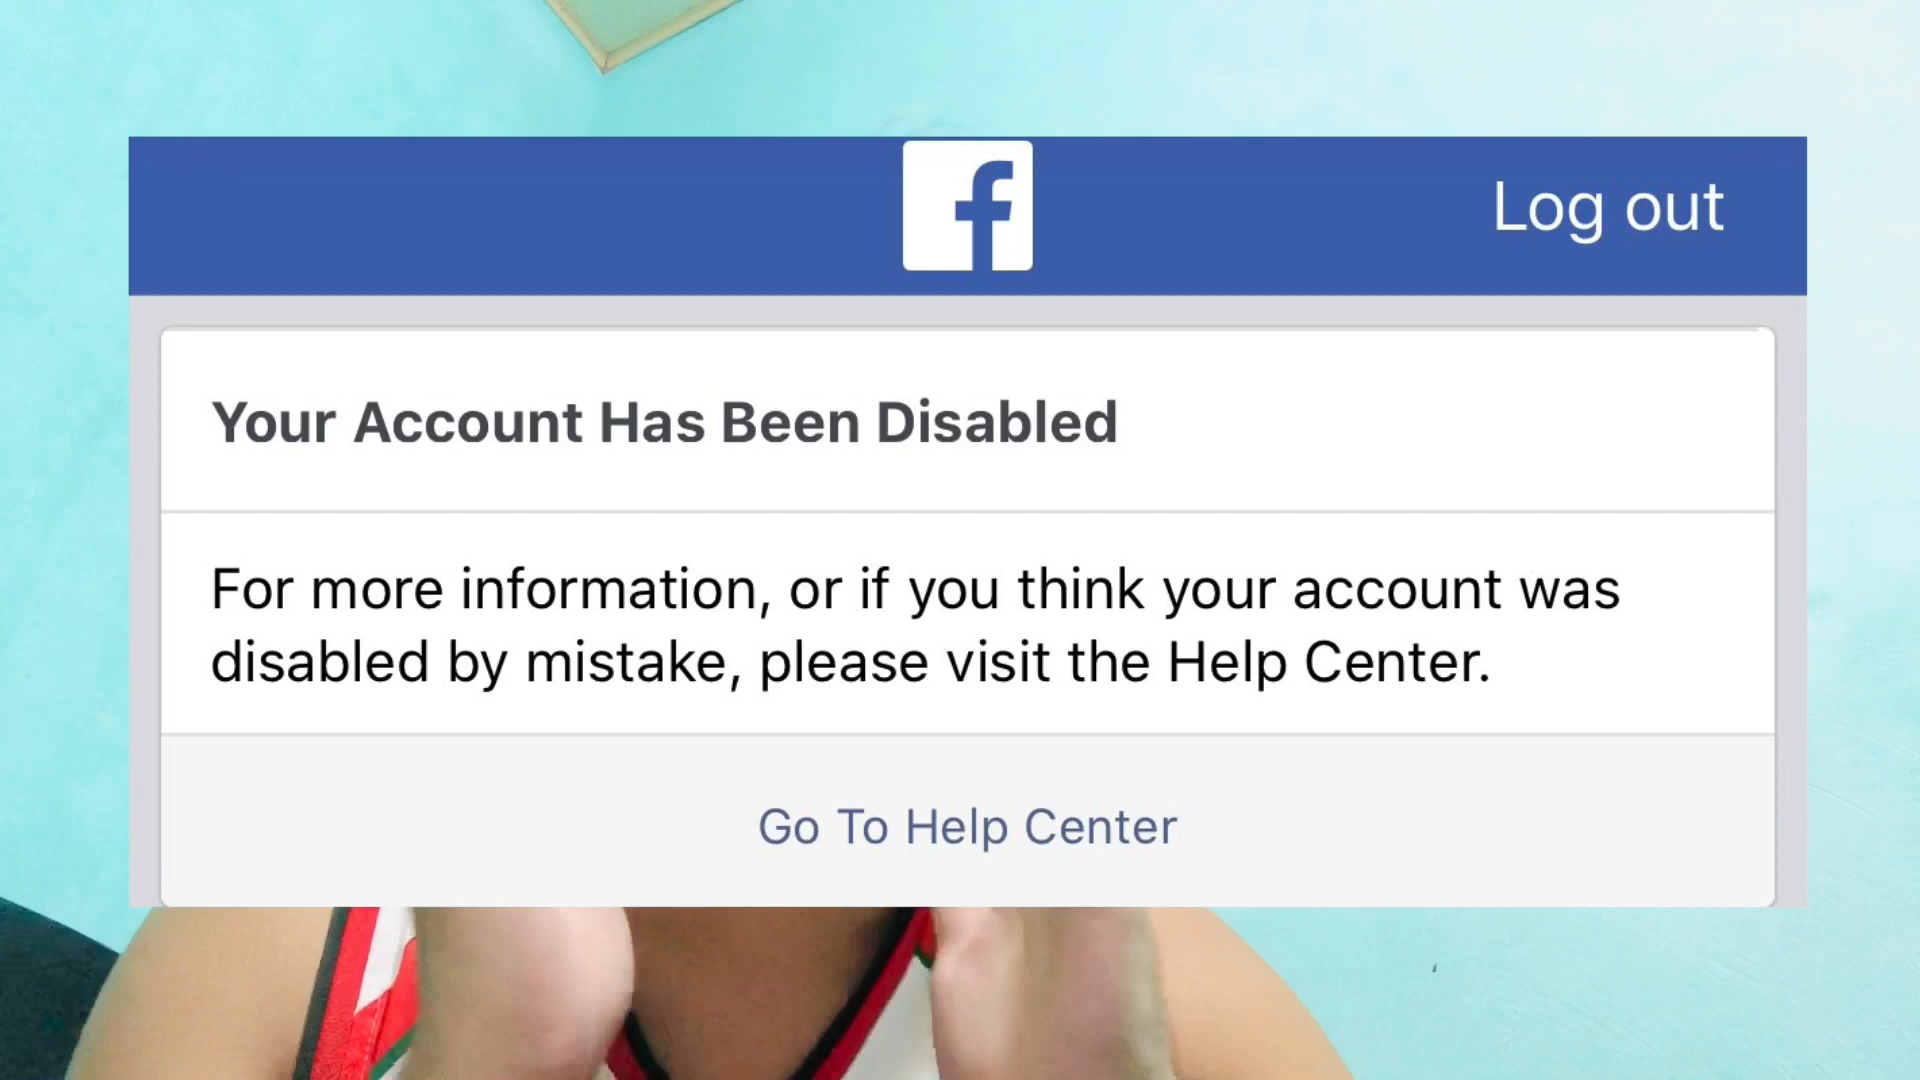 Log out
Your Account Has Been Disabled
For more information, or if you think your account was
disabled by mistake, please visit the Help Center.
Go To Help Center